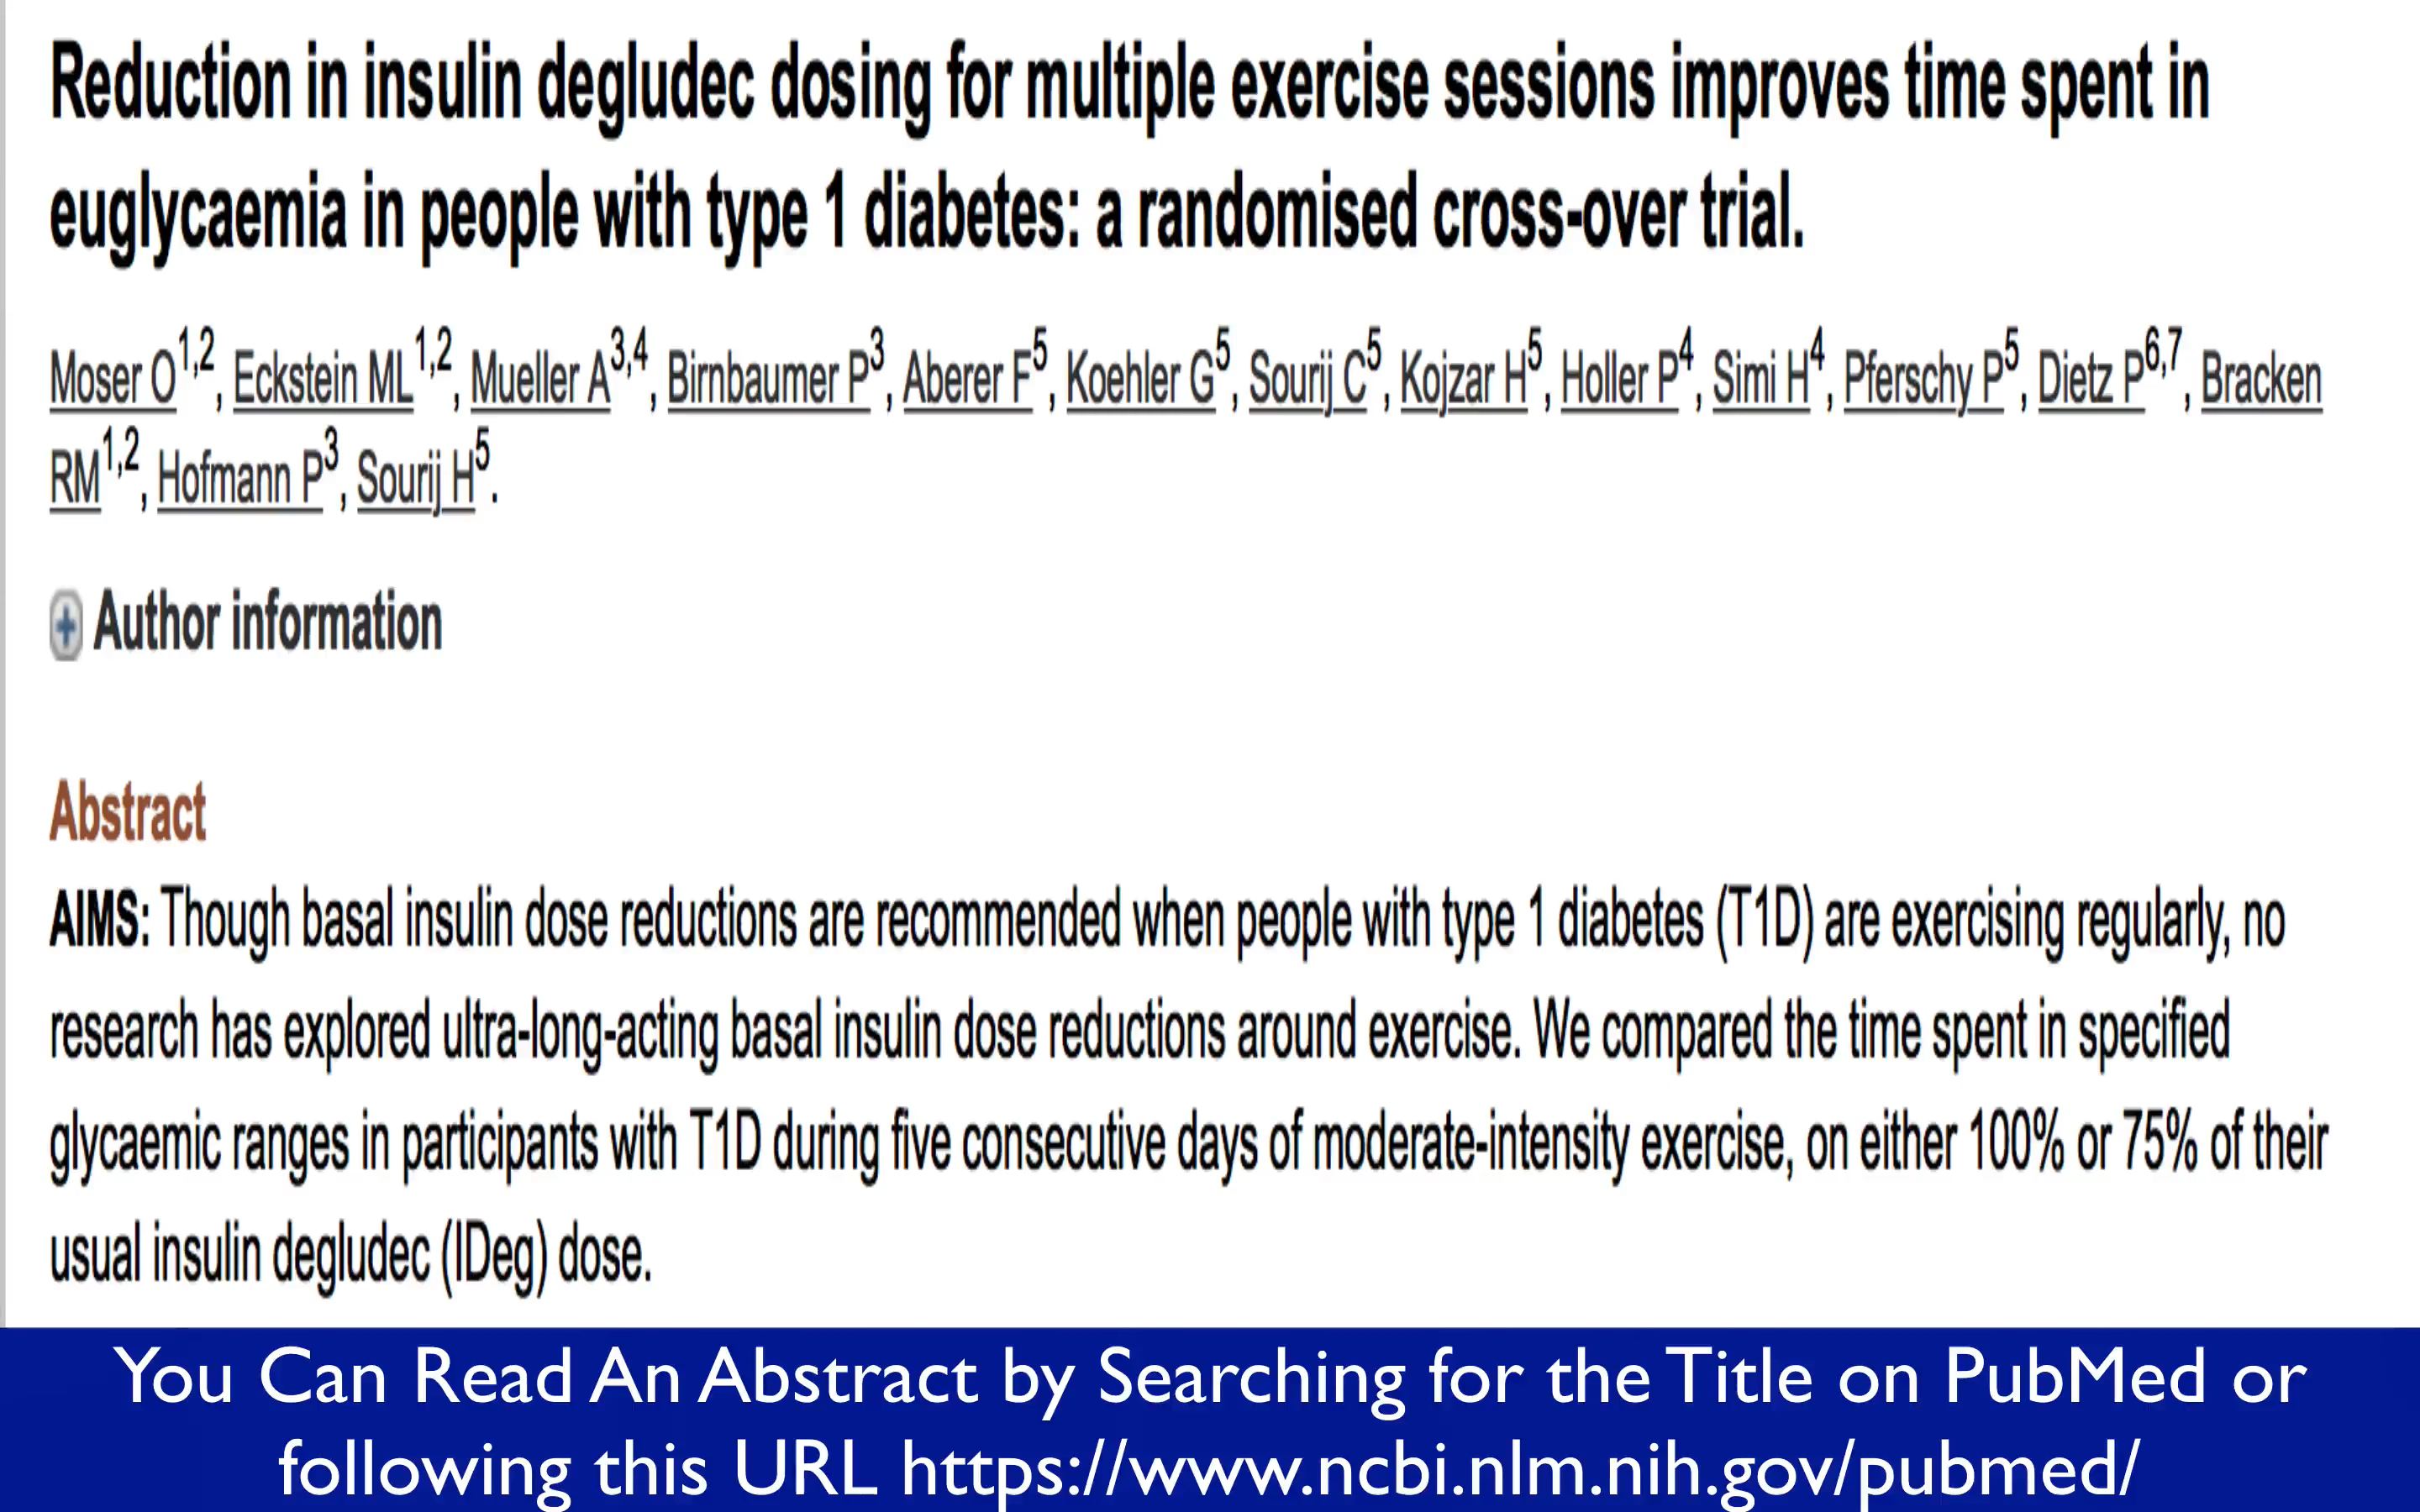 Reduction in insulin degludec dosing for multiple exercise sessions improves time spent in
euglycaemia in people with type 1 diabetes: a randomised cross-over trial.
Moser O1,2, Eckstein ML1,2, Mueller A3,4, Birnbaumer P3, Aberer F5, Koehler G5, Sourij C5, Kojzar H5, Holler P4, Simi H4, Pferschy P5, Dietz P6,7, Bracken
RM1,2, Hofmann P3, Sourij H5.
Author information
Abstract
AIMS: Though basal insulin dose reductions are recommended when people with type 1 diabetes (T1D) are exercising regularly, no
research has explored ultra-long-acting basal insulin dose reductions around exercise. We compared the time spent in specified
glycaemic ranges in participants with T1D during five consecutive days of moderate-intensity exercise, on either 100% or 75% of their
usual insulin degludec (IDeg) dose.
You Can Read An Abstract by Searching for the Title on PubMed or
following this URL https://www.ncbi.nlm.nih.gov/pubmed/